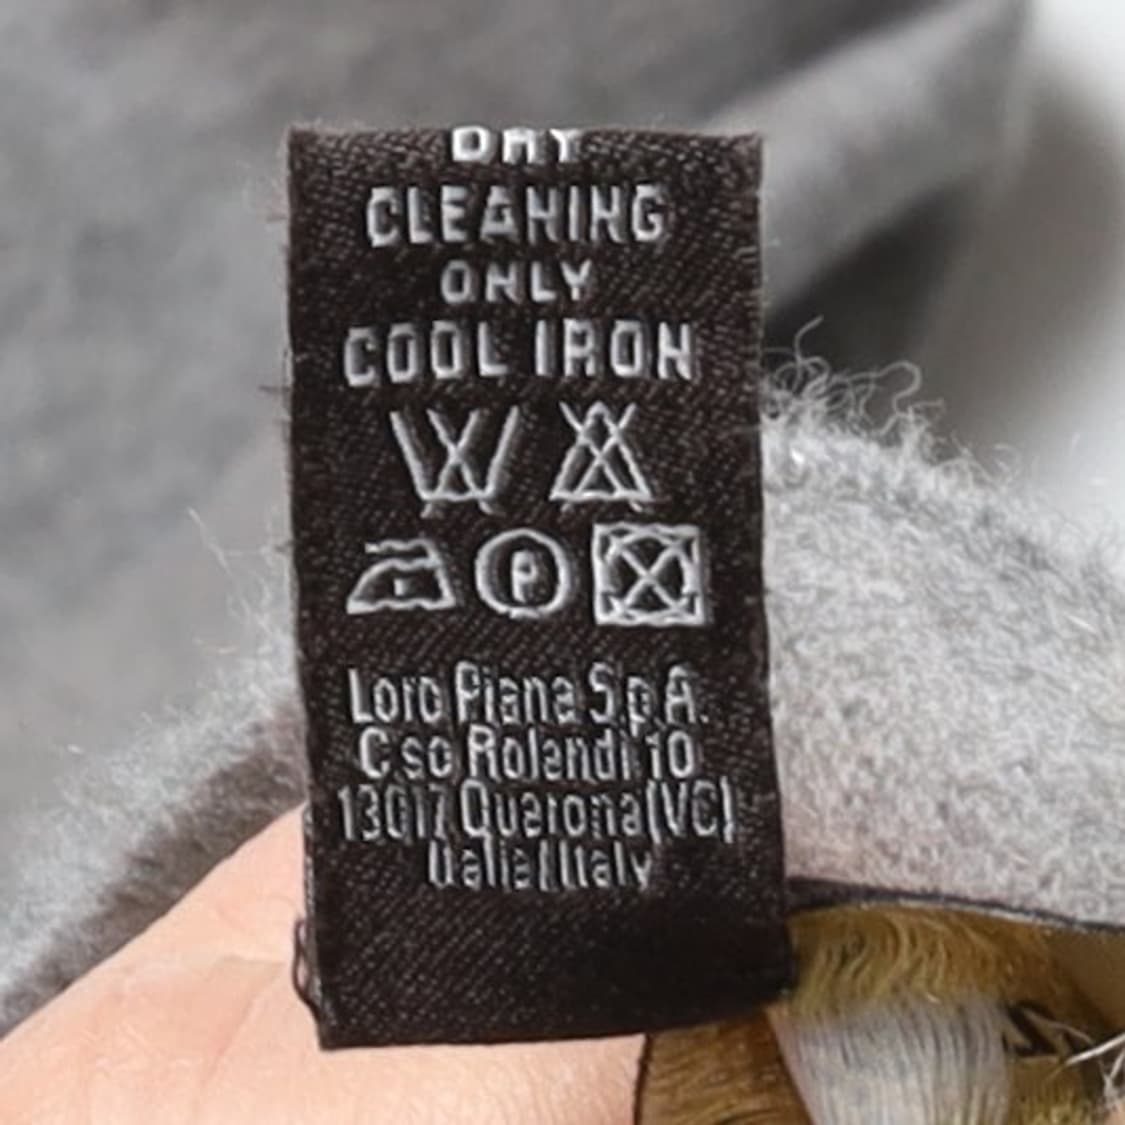 DRY
CLEANING
ONLY
COOL IRON
P
Loro Piana S.p.A.
C.so Rolandi 10
13017 Quarona (VC)
Italia/Italy